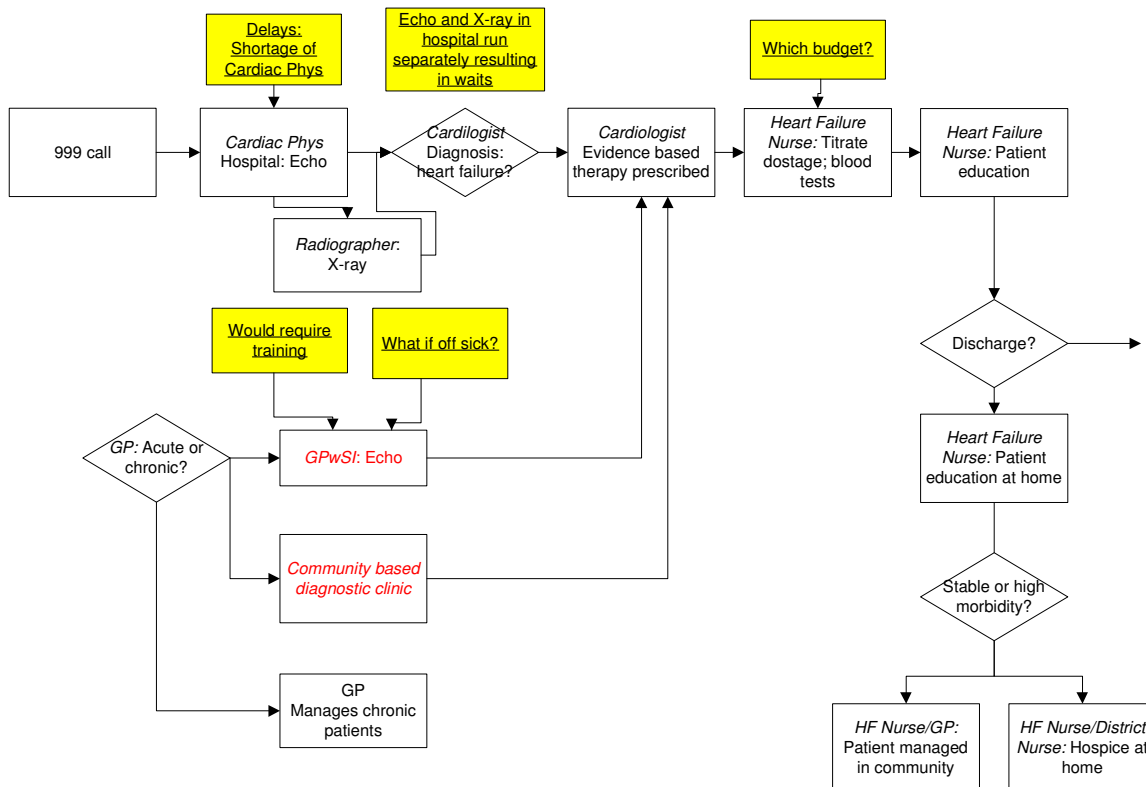 Delays:
Shortage of
Cardiac Phys
Echo and X-ray in
hospital run
separately resulting
in waits
Which budget?
999 call
Cardiac Phys
Hospital: Echo
Cardilogist
Diagnosis:
heart failure?
Cardiologist
Evidence based
therapy prescribed
Heart Failure
Nurse: Titrate
dostage; blood
tests
Heart Failure
Nurse: Patient
education
Radiographer:
X-ray
Would require
training
What if off sick?
Discharge?
GP: Acute or
chronic?
GPwSI: Echo
Heart Failure
Nurse: Patient
education at home
Community based
diagnostic clinic
Stable or high
morbidity?
GP
Manages chronic
patients
HF Nurse/GP:
Patient managed
in community
HF Nurse/District
Nurse: Hospice at
home